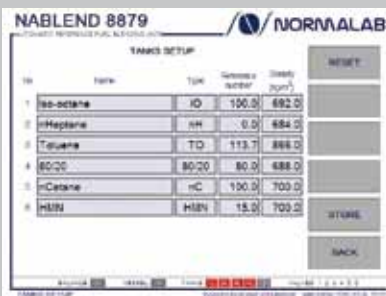 NABLEND 8879
NORMALAB
TANKS SETUP
RESET
No Name Type Reference number Density (kg/m³)
1 Iso-octane IO 100.0 692.0
2 nHeptane nH 0.0 684.0
3 Toluene TO 113.7 866.0
4 80/20 80/20 80.0 688.0
5 nCetane nC 100.0 700.0
6 HMN HMN 15.0 700.0
STORE
BACK